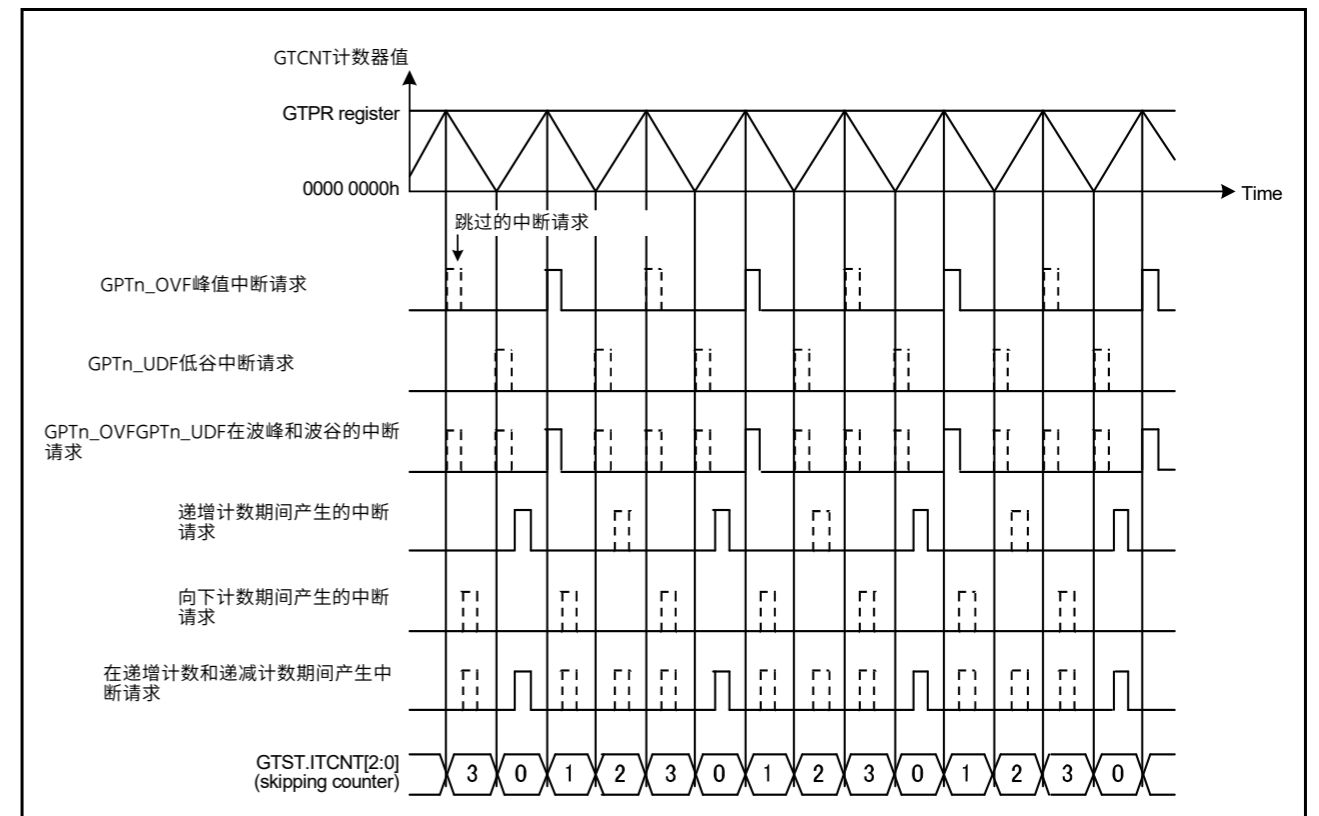 GTCNT计数器值
GTPR register
0000 0000h
Time
跳过的中断请求
GPTn_OVF峰值中断请求
GPTn_UDF低谷中断请求
GPTn_OVFGPTn_UDF在波峰和波谷的中断
请求
递增计数期间产生的中断
请求
向下计数期间产生的中断
请求
在递增计数和递减计数期间产生中
断请求
GTST.ITCNT[2:0]
(skipping counter)
3 0 1 2 3 0 1 2 3 0 1 2 3 0